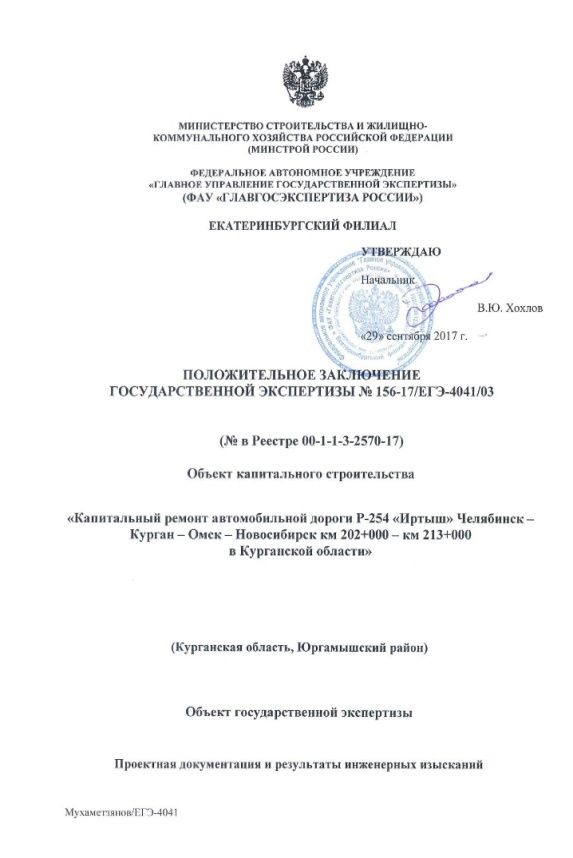 МИНИСТЕРСТВО СТРОИТЕЛЬСТВА И ЖИЛИЩНО-
КОММУНАЛЬНОГО ХОЗЯЙСТВА РОССИЙСКОЙ ФЕДЕРАЦИИ
(МИНСТРОЙ РОССИИ)
ФЕДЕРАЛЬНОЕ АВТОНОМНОЕ УЧРЕЖДЕНИЕ
«ГЛАВНОЕ УПРАВЛЕНИЕ ГОСУДАРСТВЕННОЙ ЭКСПЕРТИЗЫ»
(ФАУ «ГЛАВГОСЭКСПЕРТИЗА РОССИИ»)
ЕКАТЕРИНБУРГСКИЙ ФИЛИАЛ
УТВЕРЖДАЮ
Начальник
В.Ю. Хохлов
«29» сентября 2017 г.
ПОЛОЖИТЕЛЬНОЕ ЗАКЛЮЧЕНИЕ
ГОСУДАРСТВЕННОЙ ЭКСПЕРТИЗЫ № 156-17/ЕГЭ-4041/03
(№ в Реестре 00-1-1-3-2570-17)
Объект капитального строительства
«Капитальный ремонт автомобильной дороги Р-254 «Иртыш» Челябинск –
Курган – Омск – Новосибирск км 202+000 – км 213+000
в Курганской области»
(Курганская область, Юргамышский район)
Объект государственной экспертизы
Проектная документация и результаты инженерных изысканий
Мухаметзянов/ЕГЭ-4041